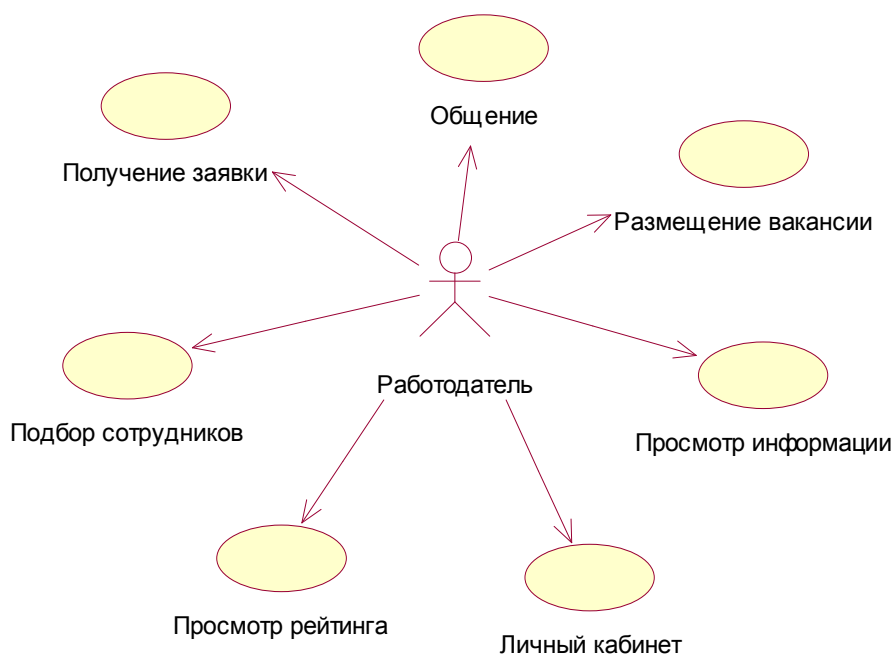 Общение
Получение заявки
Размещение вакансии
Работодатель
Подбор сотрудников
Просмотр информации
Просмотр рейтинга
Личный кабинет